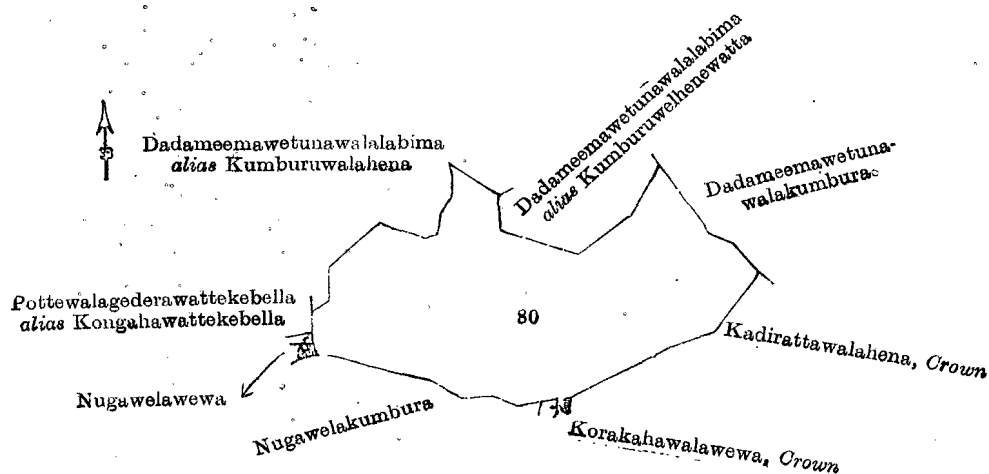 Dadameemawetunawalalabima
alias Kumburuwelhenewatta
Dadameemawetunawalalabima
alias Kumburuwalahena
Dadameemawetuna-
walakumbura
Pottewalagederawattekebella
alias Kongahawattekebella
80
Kadirattawalahena, Crown
Nugawelawewa
Nugawelakumbura
Korakahawalawewa, Crown